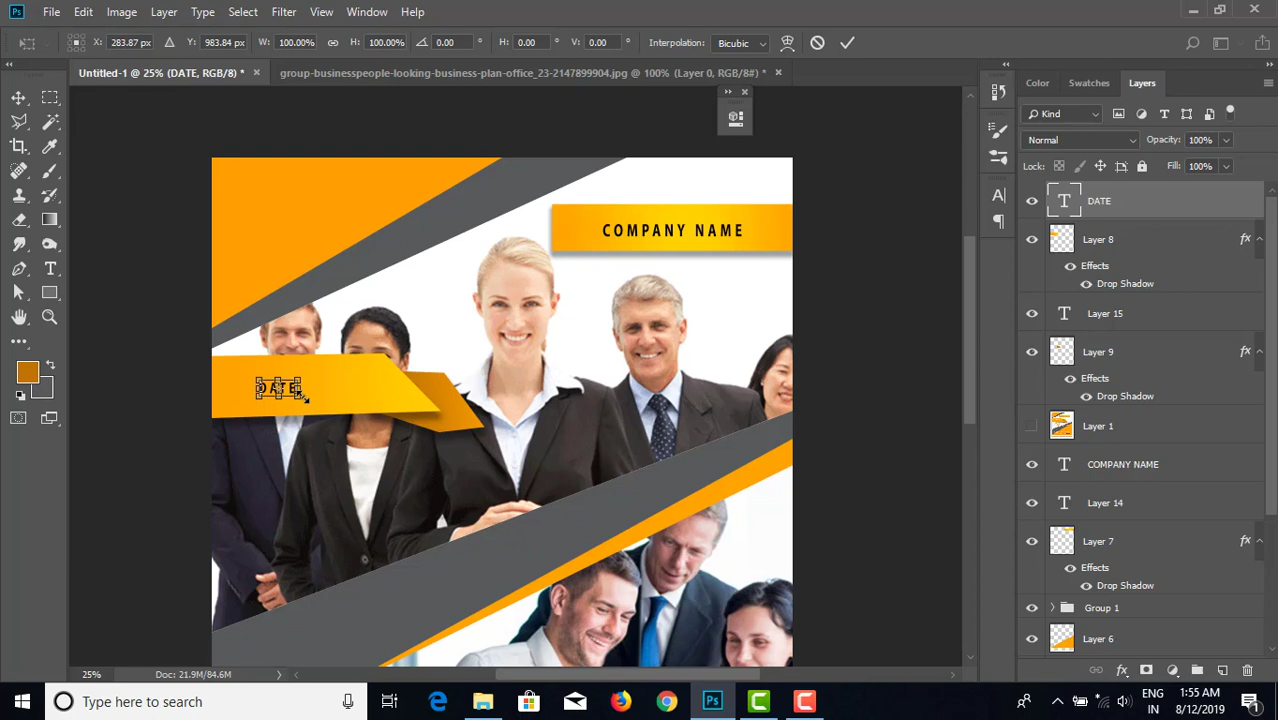 Ps File Edit Image Layer Type Select Filter View Window Help
X: 283.87 px Y: 983.84 px W: 100.00% H: 100.00% 0.00 ° H: 0.00 ° V: 0.00 ° Interpolation: Bicubic
Untitled-1 @ 25% (DATE, RGB/8) * group-businesspeople-looking-business-plan-office_23-2147899904.jpg @ 100% (Layer 0, RGB/8#) *
Color Swatches Layers
Kind
Normal Opacity: 100%
Lock: Fill: 100%
DATE
Layer 8 fx
Effects
Drop Shadow
Layer 15
Layer 9 fx
Effects
Drop Shadow
Layer 1
COMPANY NAME
Layer 14
Layer 7 fx
Effects
Drop Shadow
Group 1
Layer 6
COMPANY NAME
DATE
25% Doc: 21.9M/84.6M
Type here to search
ENG
IN
1:55 AM
8/12/2019